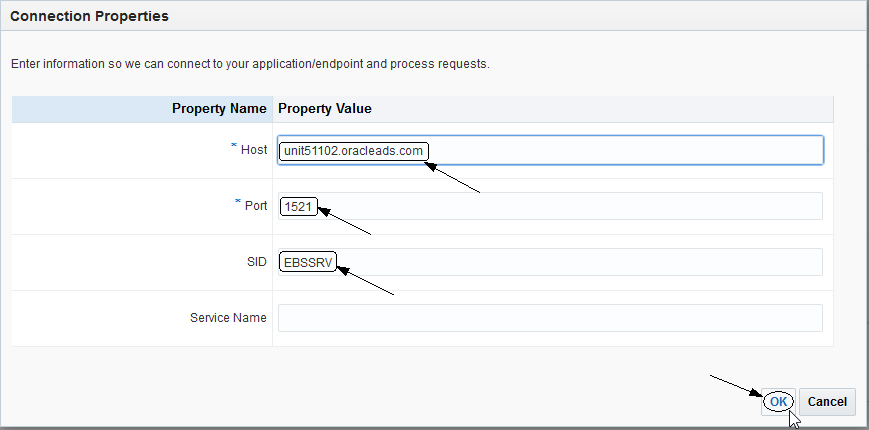 Connection Properties
Enter information so we can connect to your application/endpoint and process requests.
Property Name Property Value
* Host unit51102.oracleads.com
* Port 1521
SID EBSSRV
Service Name
OK Cancel